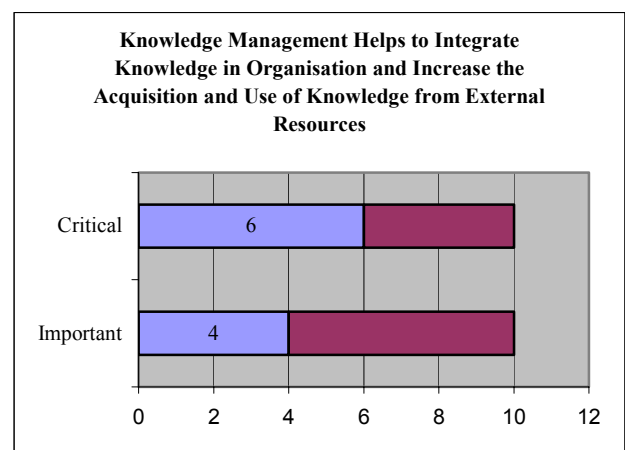 Knowledge Management Helps to Integrate
Knowledge in Organisation and Increase the
Acquisition and Use of Knowledge from External
Resources
Critical
6
Important
4
0 2 4 6 8 10 12